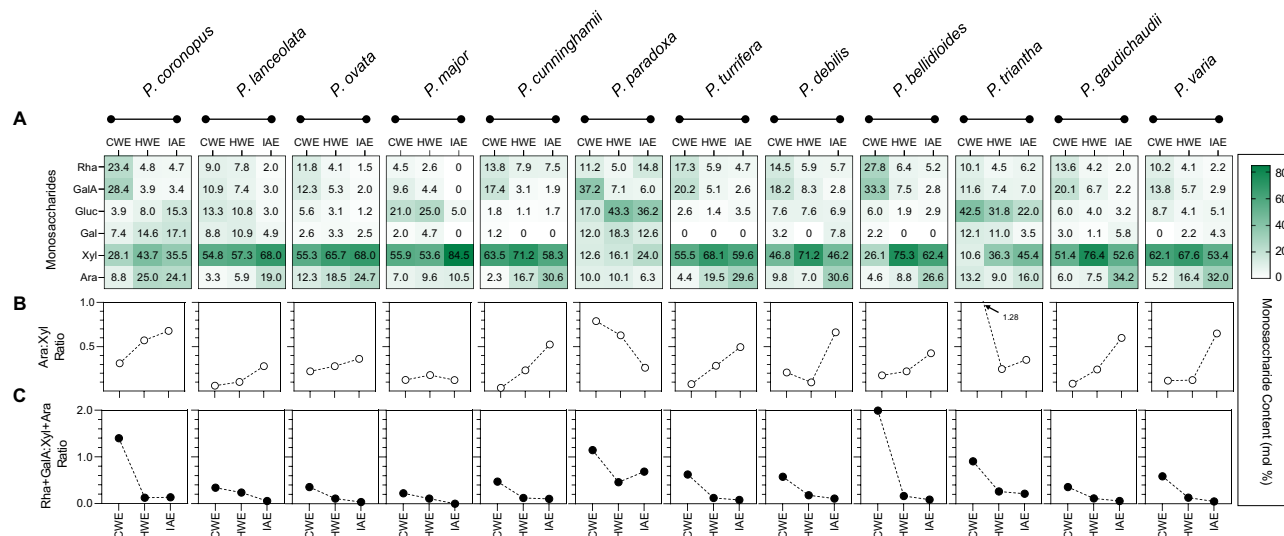 P. coronopus P. lanceolata P. ovata P. major P. cunninghamii P. paradoxa P. turrifera P. debilis P. bellidioides P. triantha P. gaudichaudii P. varia
A
CWE HWE IAE CWE HWE IAE CWE HWE IAE CWE HWE IAE CWE HWE IAE CWE HWE IAE CWE HWE IAE CWE HWE IAE CWE HWE IAE CWE HWE IAE CWE HWE IAE CWE HWE IAE
Monosaccharides
Rha 23.4 4.8 4.7 9.0 7.8 2.0 11.8 4.1 1.5 4.5 2.6 0 13.8 7.9 7.5 11.2 5.0 14.8 17.3 5.9 4.7 14.5 5.9 5.7 27.8 6.4 5.2 10.1 4.5 6.2 13.6 4.2 2.0 10.2 4.1 2.2
GalA 28.4 3.9 3.4 10.9 7.4 3.0 12.3 5.3 2.0 9.6 4.4 0 17.4 3.1 1.9 37.2 7.1 6.0 20.2 5.1 2.6 18.2 8.3 2.8 33.3 7.5 2.8 11.6 7.4 7.0 20.1 6.7 2.2 13.8 5.7 2.9
Gluc 3.9 8.0 15.3 13.3 10.8 3.0 5.6 3.1 1.2 21.0 25.0 5.0 1.8 1.1 1.7 17.0 43.3 36.2 2.6 1.4 3.5 7.6 7.6 6.9 6.0 1.9 2.9 42.5 31.8 22.0 6.0 4.0 3.2 8.7 4.1 5.1
Gal 7.4 14.6 17.1 8.8 10.9 4.9 2.6 3.3 2.5 2.0 4.7 0 1.2 0 0 12.0 18.3 12.6 0 0 0 3.2 0 7.8 2.0 0 0 12.1 11.0 3.5 3.0 1.1 5.8 0 2.2 4.3
Xyl 28.1 43.7 35.5 54.8 57.3 68.0 55.3 65.7 68.0 55.9 53.6 84.5 63.5 71.2 58.3 12.6 16.1 24.0 55.5 68.1 59.6 46.8 71.2 46.2 26.1 75.3 62.4 10.6 36.3 45.4 51.4 76.4 52.6 62.1 67.6 53.4
Ara 8.8 25.0 24.1 3.3 5.9 19.0 12.3 18.5 24.7 7.0 9.6 10.5 2.3 16.7 30.6 10.0 10.1 6.3 4.4 19.5 29.6 9.8 7.0 30.6 4.8 8.8 26.6 13.2 9.0 16.0 6.0 7.5 34.2 5.2 16.4 32.0
80
60
40
20
0
Monosaccharide Content (mol %)
B
Ara:Xyl
Ratio
1.0
0.5
1.28
C
Rha+GalA:Xyl+Ara
Ratio
2.0
1.0
0.0
CWE HWE IAE CWE HWE IAE CWE HWE IAE CWE HWE IAE CWE HWE IAE CWE HWE IAE CWE HWE IAE CWE HWE IAE CWE HWE IAE CWE HWE IAE CWE HWE IAE CWE HWE IAE